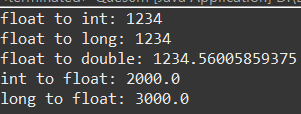 float to int: 1234
float to long: 1234
float to double: 1234.56005859375
int to float: 2000.0
long to float: 3000.0